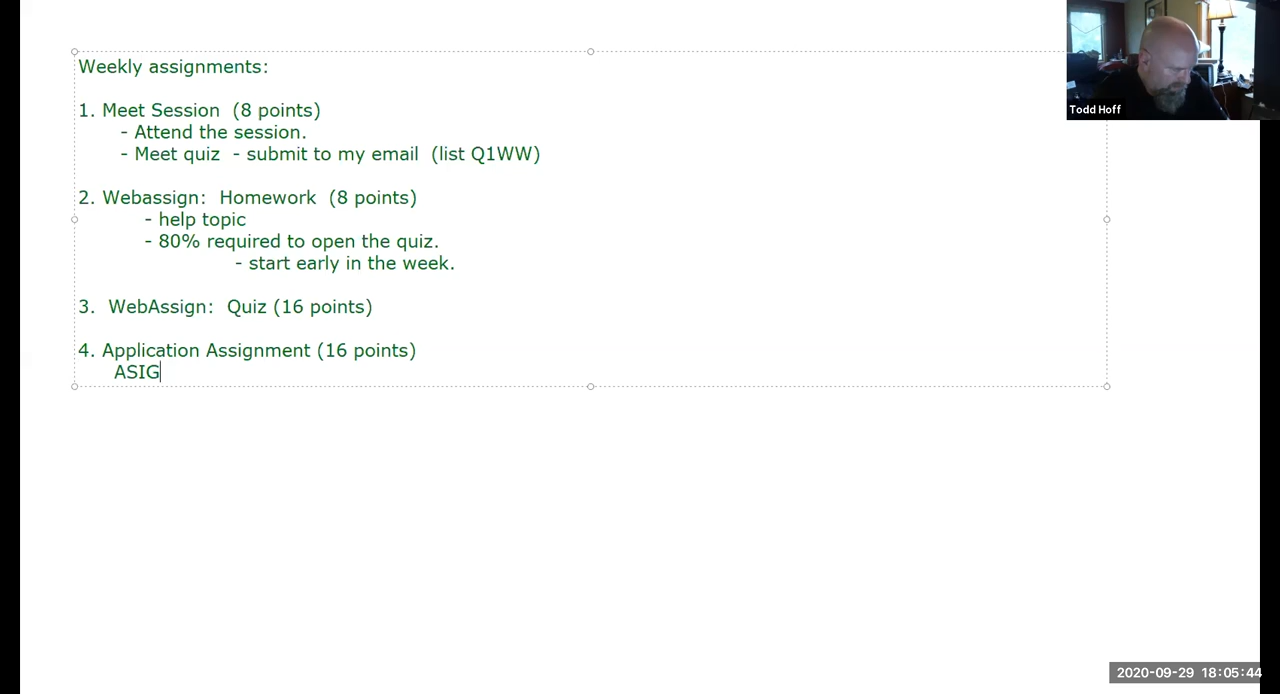 Weekly assignments:
1. Meet Session (8 points)
- Attend the session.
- Meet quiz - submit to my email (list Q1WW)
2. Webassign: Homework (8 points)
- help topic
- 80% required to open the quiz.
- start early in the week.
3. WebAssign: Quiz (16 points)
4. Application Assignment (16 points)
ASIG
Todd Hoff
2020-09-29 18:05:44